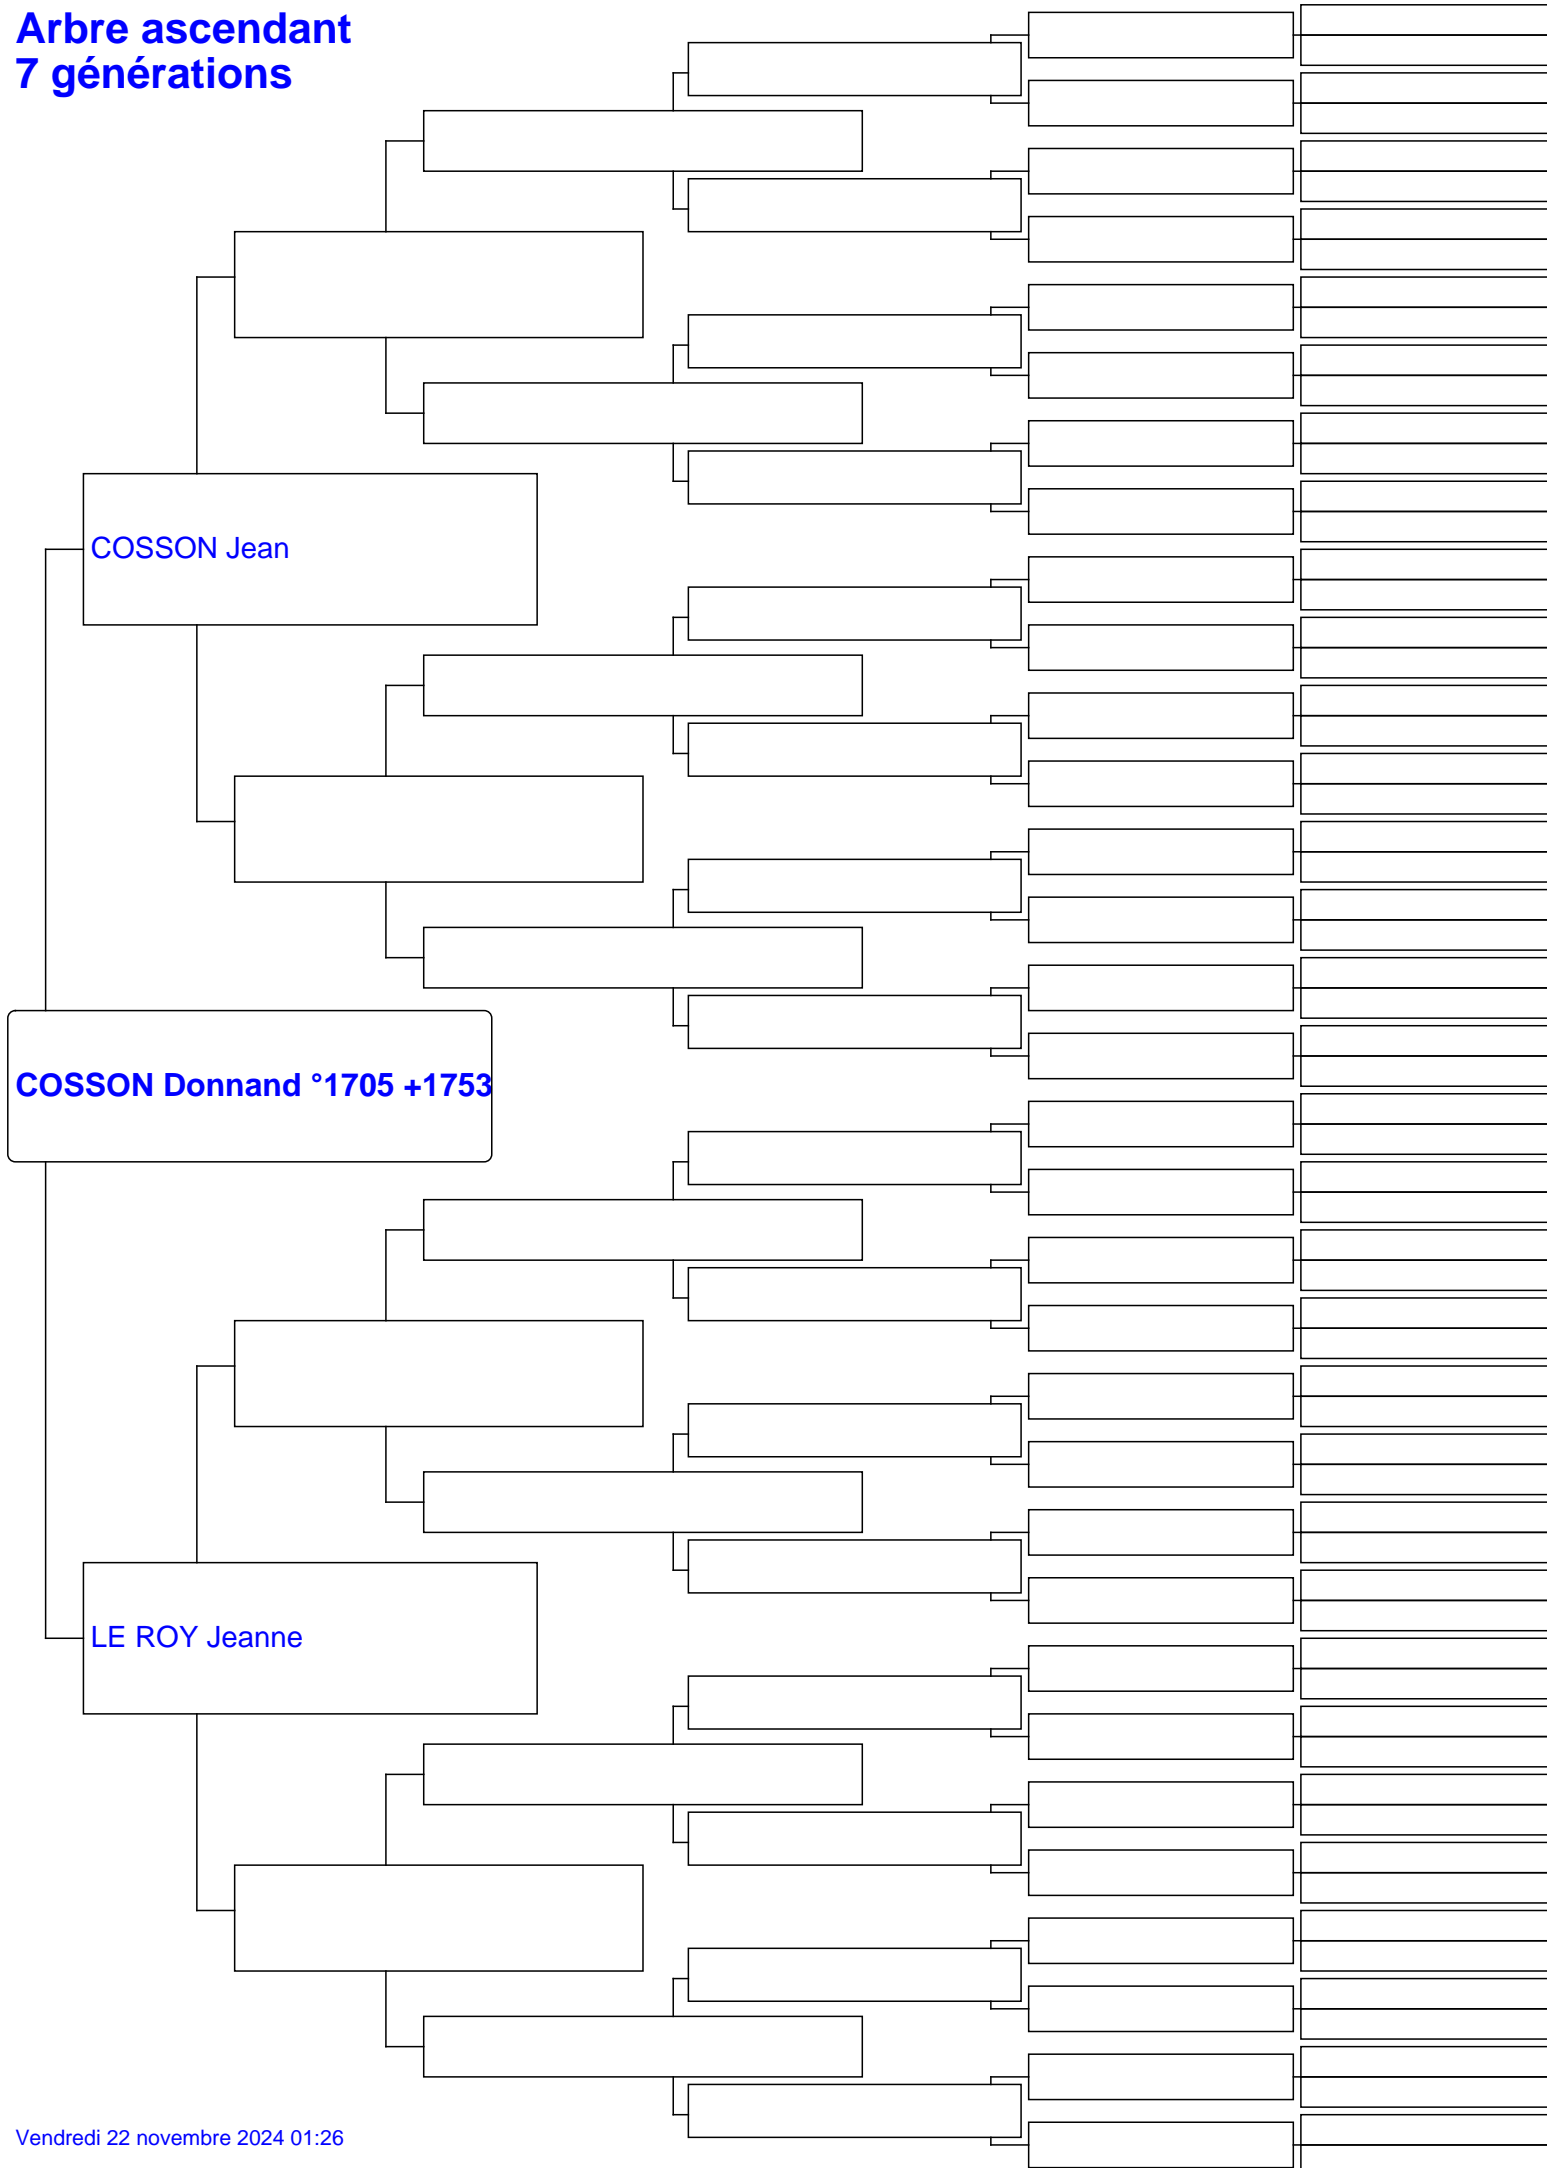 Arbre ascendant
7 générations
COSSON Jean
COSSON Donnand °1705 +1753
LE ROY Jeanne
Vendredi 22 novembre 2024 01:26